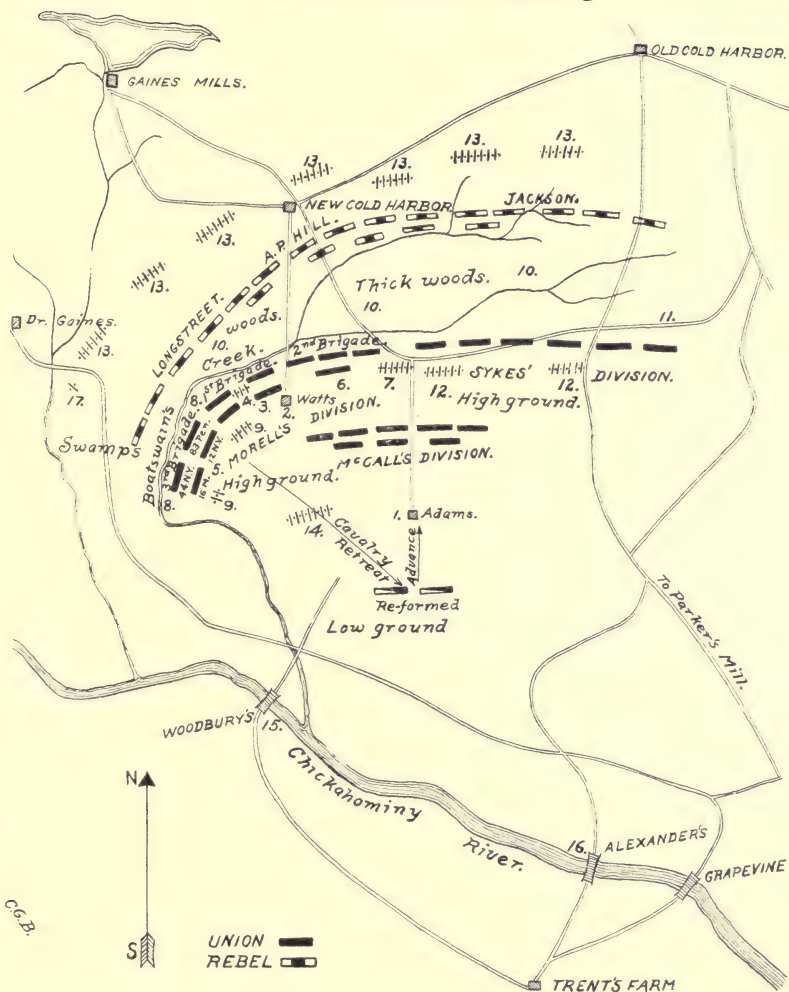 OLD COLD HARBOR.
GAINES MILLS.
13.
13.
13.
13.
NEW COLD HARBOR
JACKSON.
A.P. HILL.
13.
13.
Thick woods.
10.
10.
LONGSTREET.
10.
woods.
Dr. Gaines.
13.
11.
Creek.
2nd Brigade.
1st Brigade.
6.
7.
12.
SYKES'
12.
DIVISION.
High ground.
17.
8.
4.
3.
2.
Watts
DIVISION.
Swamps
Boatswain's
3rd Brigade.
83 Pen.
12 N.Y.
44 N.Y.
16 M.
5.
9.
MORELL'S
McCALL'S DIVISION.
High ground.
8.
9.
14.
Cavalry
Retreat
1.
Adams.
Advance
Re-formed
Low ground
To Parker's Mill.
WOODBURY'S
15.
Chickahominy
River.
16.
ALEXANDER'S
GRAPEVINE
N
S
C.G.B.
UNION
REBEL
TRENT'S FARM